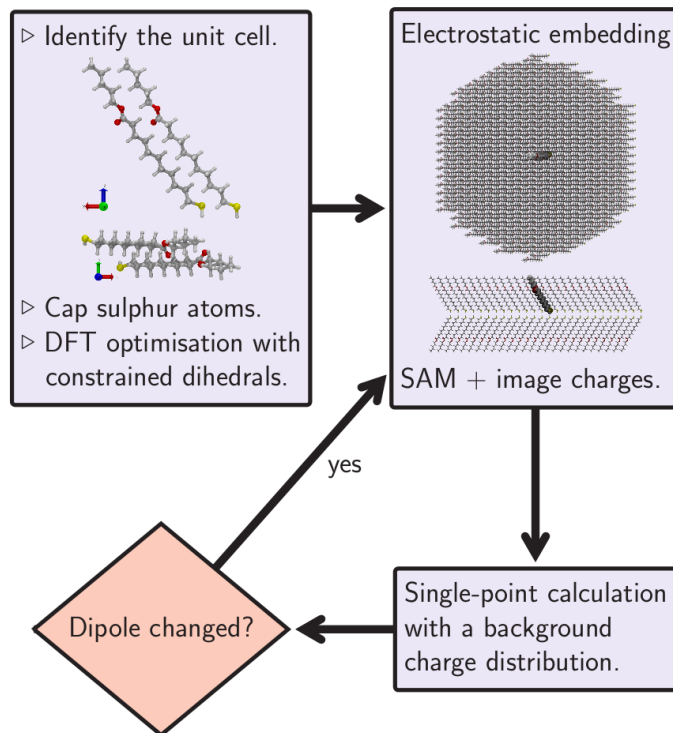 ▷ Identify the unit cell.
▷ Cap sulphur atoms.
▷ DFT optimisation with
constrained dihedrals.
Electrostatic embedding
SAM + image charges.
yes
Single-point calculation
with a background
charge distribution.
Dipole changed?